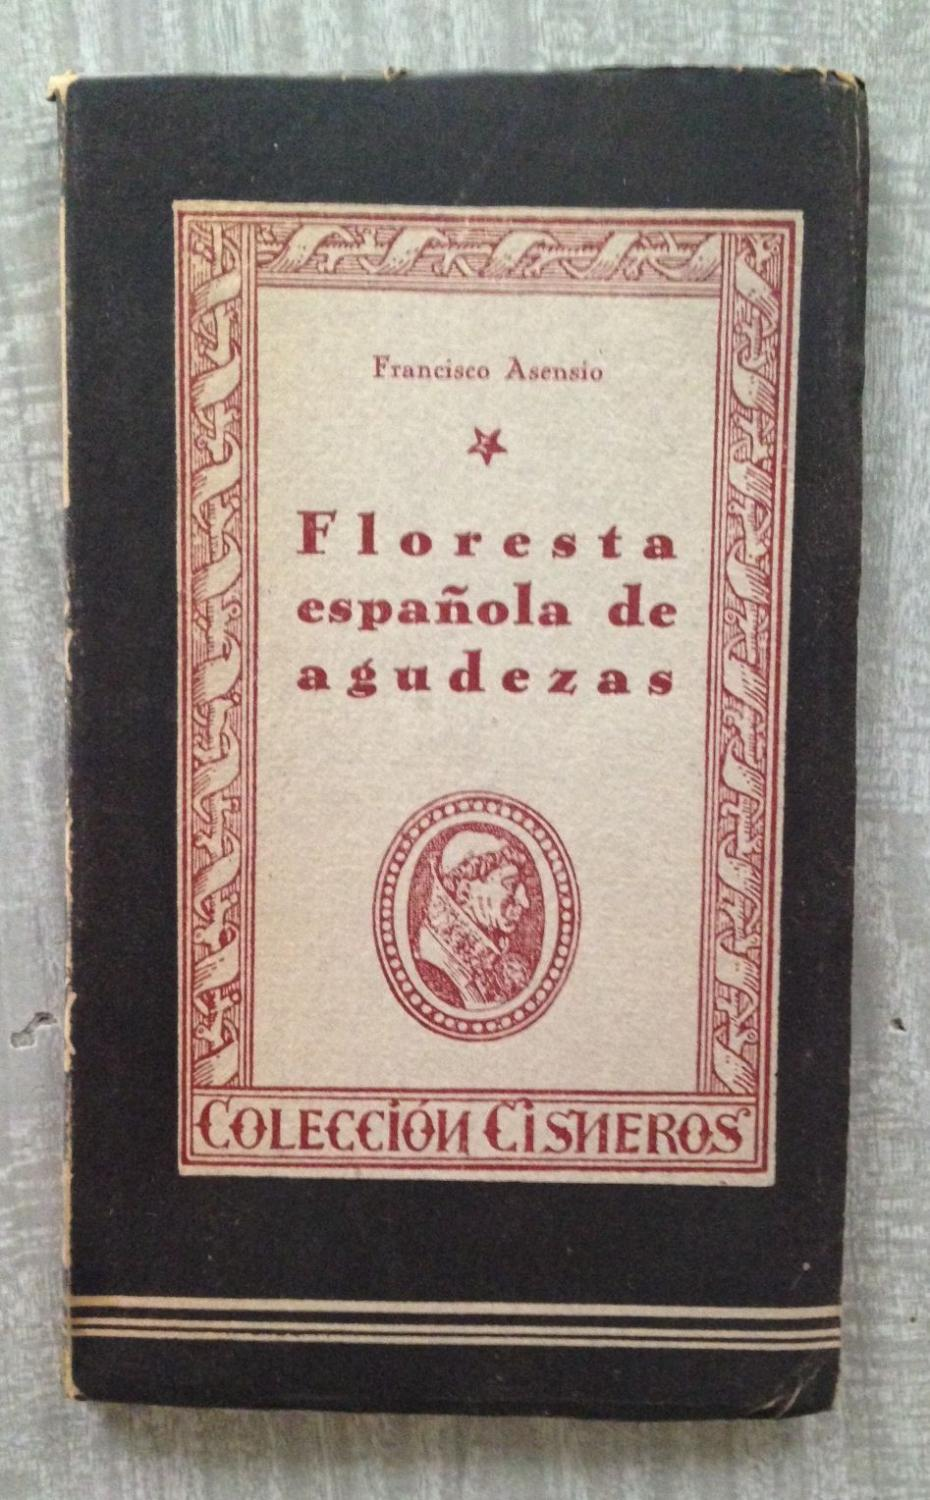 Francisco Asensio
Floresta
española de
agudezas
COLECCIÓN CISNEROS